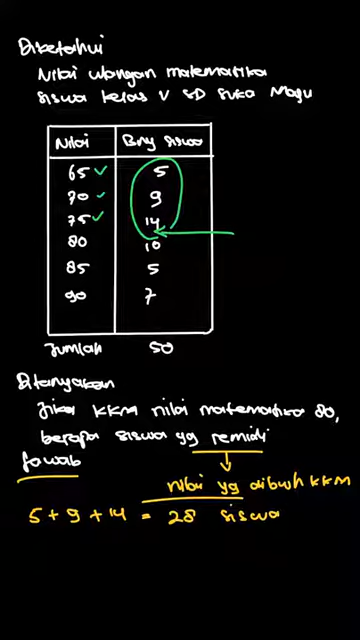 Diketahui
Nilai ulangan matematika
siswa kelas V SD Suka Maju
Nilai Bny siswa
65 5
70 9
75 14
80 10
85 5
90 7
Jumlah 50
Ditanyakan
Jika KKM nilai matematika 80,
berapa siswa yg remidi
Jawab
nilai yg dibwh KKM
5 + 9 + 14 = 28 siswa